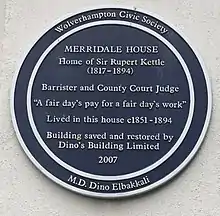 Wolverhampton Civic Society
MERRIDALE HOUSE
Home of Sir Rupert Kettle
(1817-1894)
Barrister and County Court Judge
"A fair day's pay for a fair day's work"
Lived in this house c1851-1894
Building saved and restored by
Dino's Building Limited
2007
M.D. Dino Elbakkali